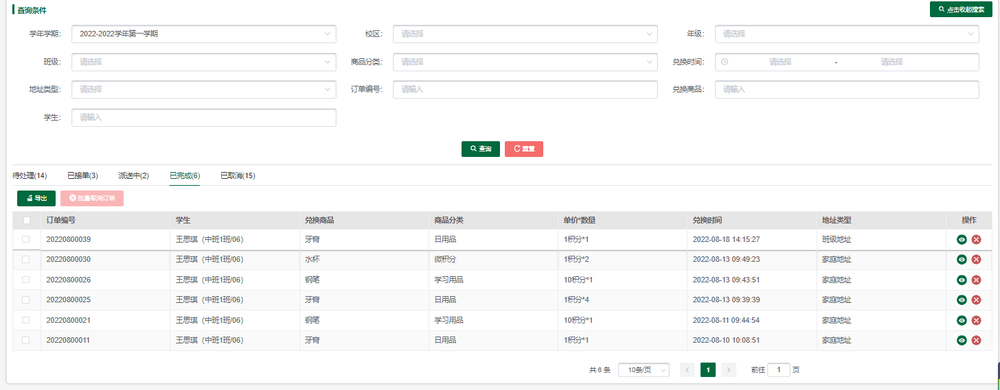 查询条件
点击收起搜索
学年学期: 2022-2022学年第一学期 校区: 请选择 年级: 请选择
班级: 请选择 商品分类: 请选择 兑换时间: 请选择 - 请选择
地址类型: 请选择 订单编号: 请输入 兑换商品: 请输入
学生: 请输入
查询 重置
待处理(14) 已接单(3) 派送中(2) 已完成(6) 已取消(15)
导出 批量取消订单
订单编号 学生 兑换商品 商品分类 单价*数量 兑换时间 地址类型 操作
20220800039 王思琪（中班1班/06） 牙膏 日用品 1积分*1 2022-08-18 14:15:27 班级地址
20220800030 王思琪（中班1班/06） 水杯 微积分 1积分*2 2022-08-13 09:49:23 家庭地址
20220800026 王思琪（中班1班/06） 钢笔 学习用品 10积分*1 2022-08-13 09:43:51 家庭地址
20220800025 王思琪（中班1班/06） 牙膏 日用品 1积分*4 2022-08-13 09:39:39 家庭地址
20220800021 王思琪（中班1班/06） 钢笔 学习用品 10积分*1 2022-08-11 09:44:54 家庭地址
20220800011 王思琪（中班1班/06） 牙膏 日用品 1积分*1 2022-08-10 10:08:51 家庭地址
共 6 条 10条/页 1 前往 1 页